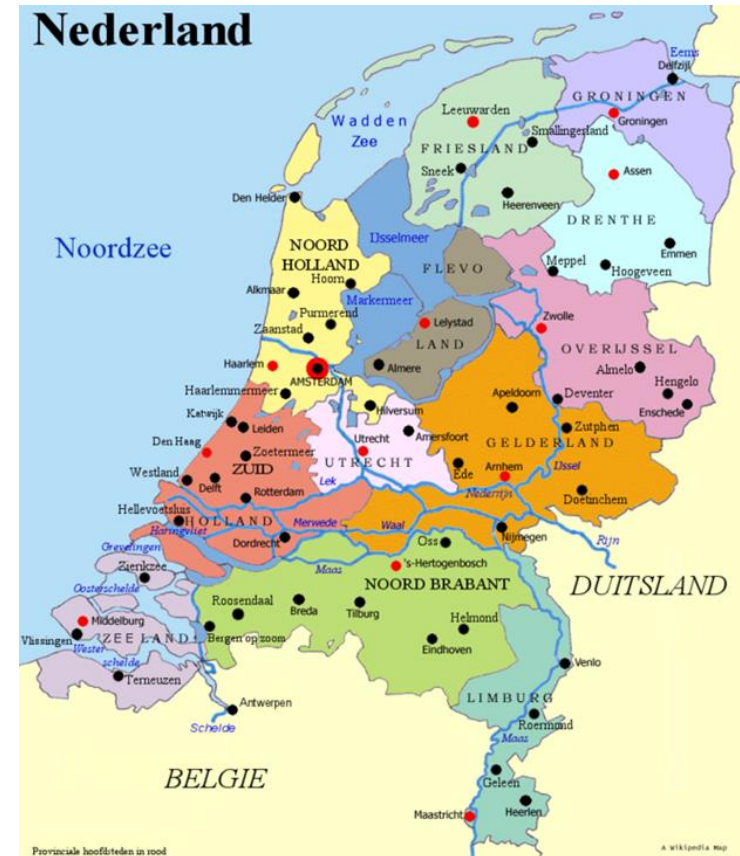 Nederland
Eems
Delfzijl
GRONINGEN
Leeuwarden
Groningen
Wadden
Zee
Smallingerland
FRIESLAND
Sneek
Assen
Heerenveen
Den Helder
DRENTHE
Noordzee
IJsselmeer
NOORD
HOLLAND
FLEVO
Emmen
Meppel
Hoogeveen
Hoorn
Alkmaar
Markermeer
Purmerend
Lelystad
Zwolle
Zaanstad
LAND
OVERIJSSEL
Haarlem
Almere
Almelo
AMSTERDAM
Hengelo
Haarlemmermeer
Apeldoorn
Deventer
Enschede
Katwijk
Hilversum
Leiden
Zutphen
Den Haag
Utrecht
Amersfoort
GELDERLAND
Zoetermeer
ZUID
UTRECHT
Ede
Arnhem
IJssel
Westland
Delft
Lek
Rotterdam
Nederrijn
Doetinchem
Hellevoetsluis
HOLLAND
Merwede
Waal
Haringvliet
Dordrecht
Nijmegen
Rijn
Grevelingen
Oss
Zierikzee
Maas
's-Hertogenbosch
Oosterschelde
NOORD BRABANT
DUITSLAND
Roosendaal
Breda
Tilburg
Helmond
Middelburg
Vlissingen
ZEELAND
Bergen op zoom
Eindhoven
Wester
schelde
Venlo
Terneuzen
Antwerpen
LIMBURG
Schelde
Roermond
Maas
BELGIE
Geleen
Maastricht
Heerlen
Provinciale hoofdsteden in rood
A Wikipedia Map